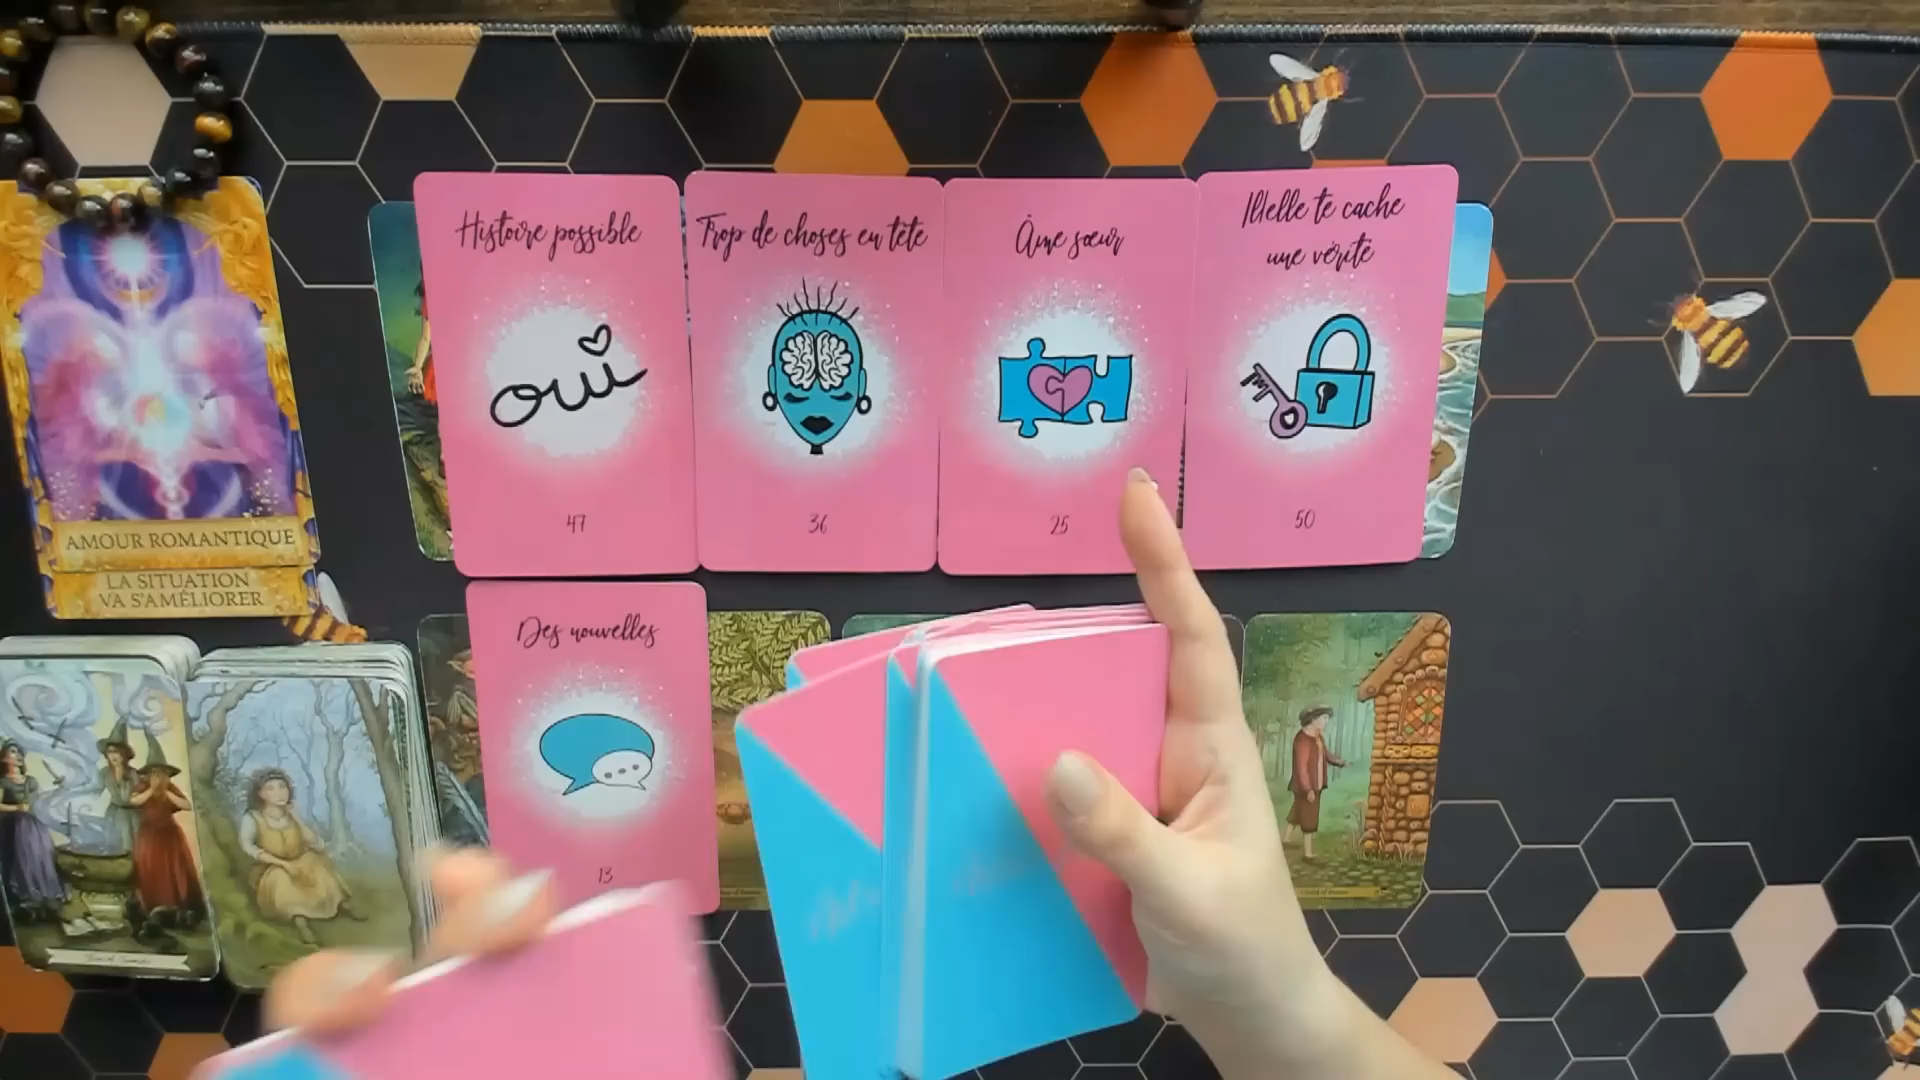 Histoire possible
oui
47
Trop de choses en tête
36
Âme sœur
25
Il/elle te cache
une vérité
50
AMOUR ROMANTIQUE
LA SITUATION
VA S'AMÉLIORER
Des nouvelles
13